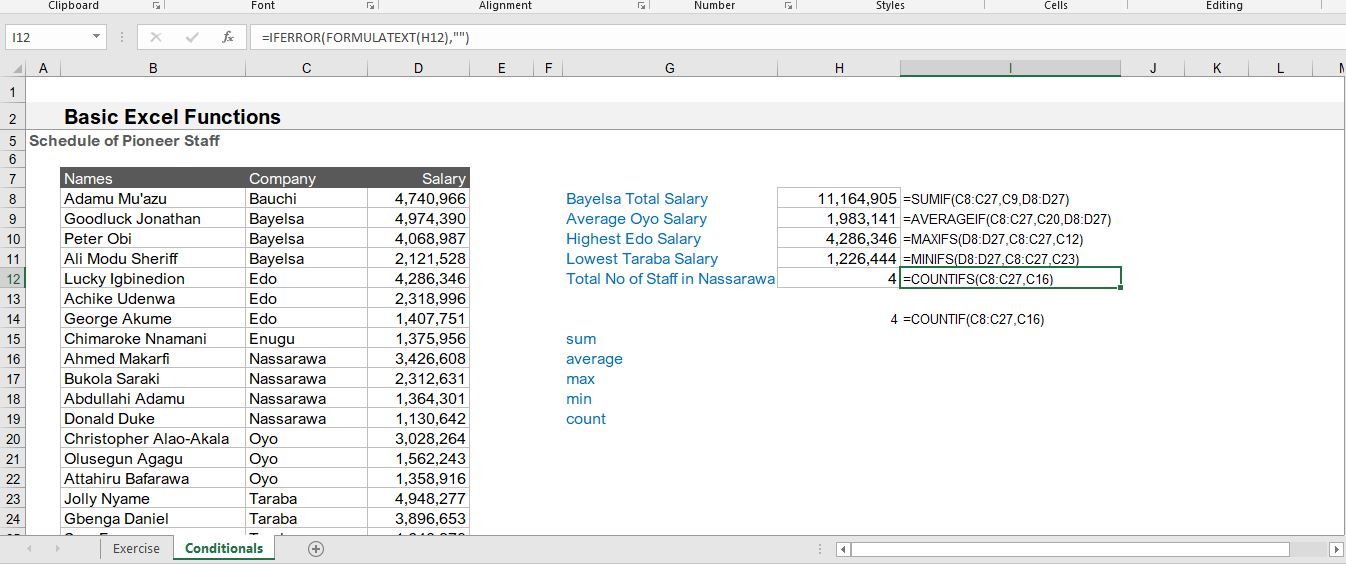 Clipboard Font Alignment Number Styles Cells Editing
I12 fx =IFERROR(FORMULATEXT(H12),"")
A B C D E F G H I J K L
1
2 Basic Excel Functions
5 Schedule of Pioneer Staff
6
7 Names Company Salary
8 Adamu Mu'azu Bauchi 4,740,966 Bayelsa Total Salary 11,164,905 =SUMIF(C8:C27,C9,D8:D27)
9 Goodluck Jonathan Bayelsa 4,974,390 Average Oyo Salary 1,983,141 =AVERAGEIF(C8:C27,C20,D8:D27)
10 Peter Obi Bayelsa 4,068,987 Highest Edo Salary 4,286,346 =MAXIFS(D8:D27,C8:C27,C12)
11 Ali Modu Sheriff Bayelsa 2,121,528 Lowest Taraba Salary 1,226,444 =MINIFS(D8:D27,C8:C27,C23)
12 Lucky Igbinedion Edo 4,286,346 Total No of Staff in Nassarawa 4 =COUNTIFS(C8:C27,C16)
13 Achike Udenwa Edo 2,318,996
14 George Akume Edo 1,407,751 4 =COUNTIF(C8:C27,C16)
15 Chimaroke Nnamani Enugu 1,375,956 sum
16 Ahmed Makarfi Nassarawa 3,426,608 average
17 Bukola Saraki Nassarawa 2,312,631 max
18 Abdullahi Adamu Nassarawa 1,364,301 min
19 Donald Duke Nassarawa 1,130,642 count
20 Christopher Alao-Akala Oyo 3,028,264
21 Olusegun Agagu Oyo 1,562,243
22 Attahiru Bafarawa Oyo 1,358,916
23 Jolly Nyame Taraba 4,948,277
24 Gbenga Daniel Taraba 3,896,653
Exercise Conditionals